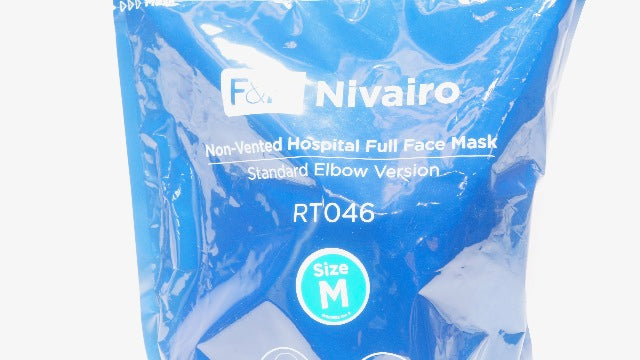 F&
Nivairo
Non-Vented Hospital Full Face Mask
Standard Elbow Version
RT046
Size
M